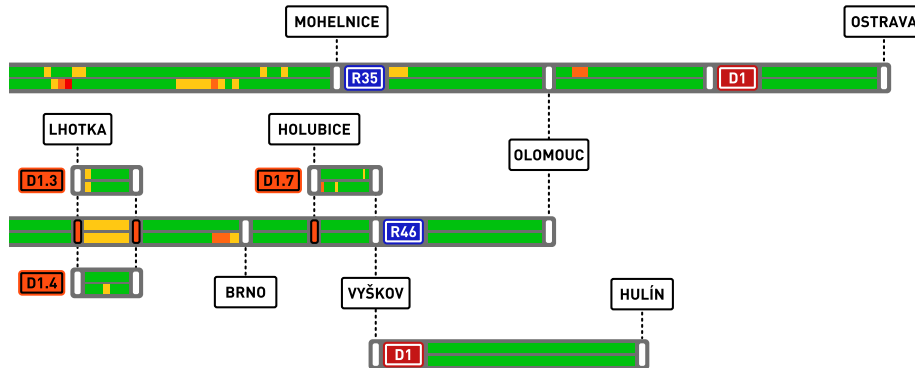 MOHELNICE
OSTRAVA
R35
D1
LHOTKA
HOLUBICE
OLOMOUC
D1.3
D1.7
R46
D1.4
BRNO
VYŠKOV
HULÍN
D1